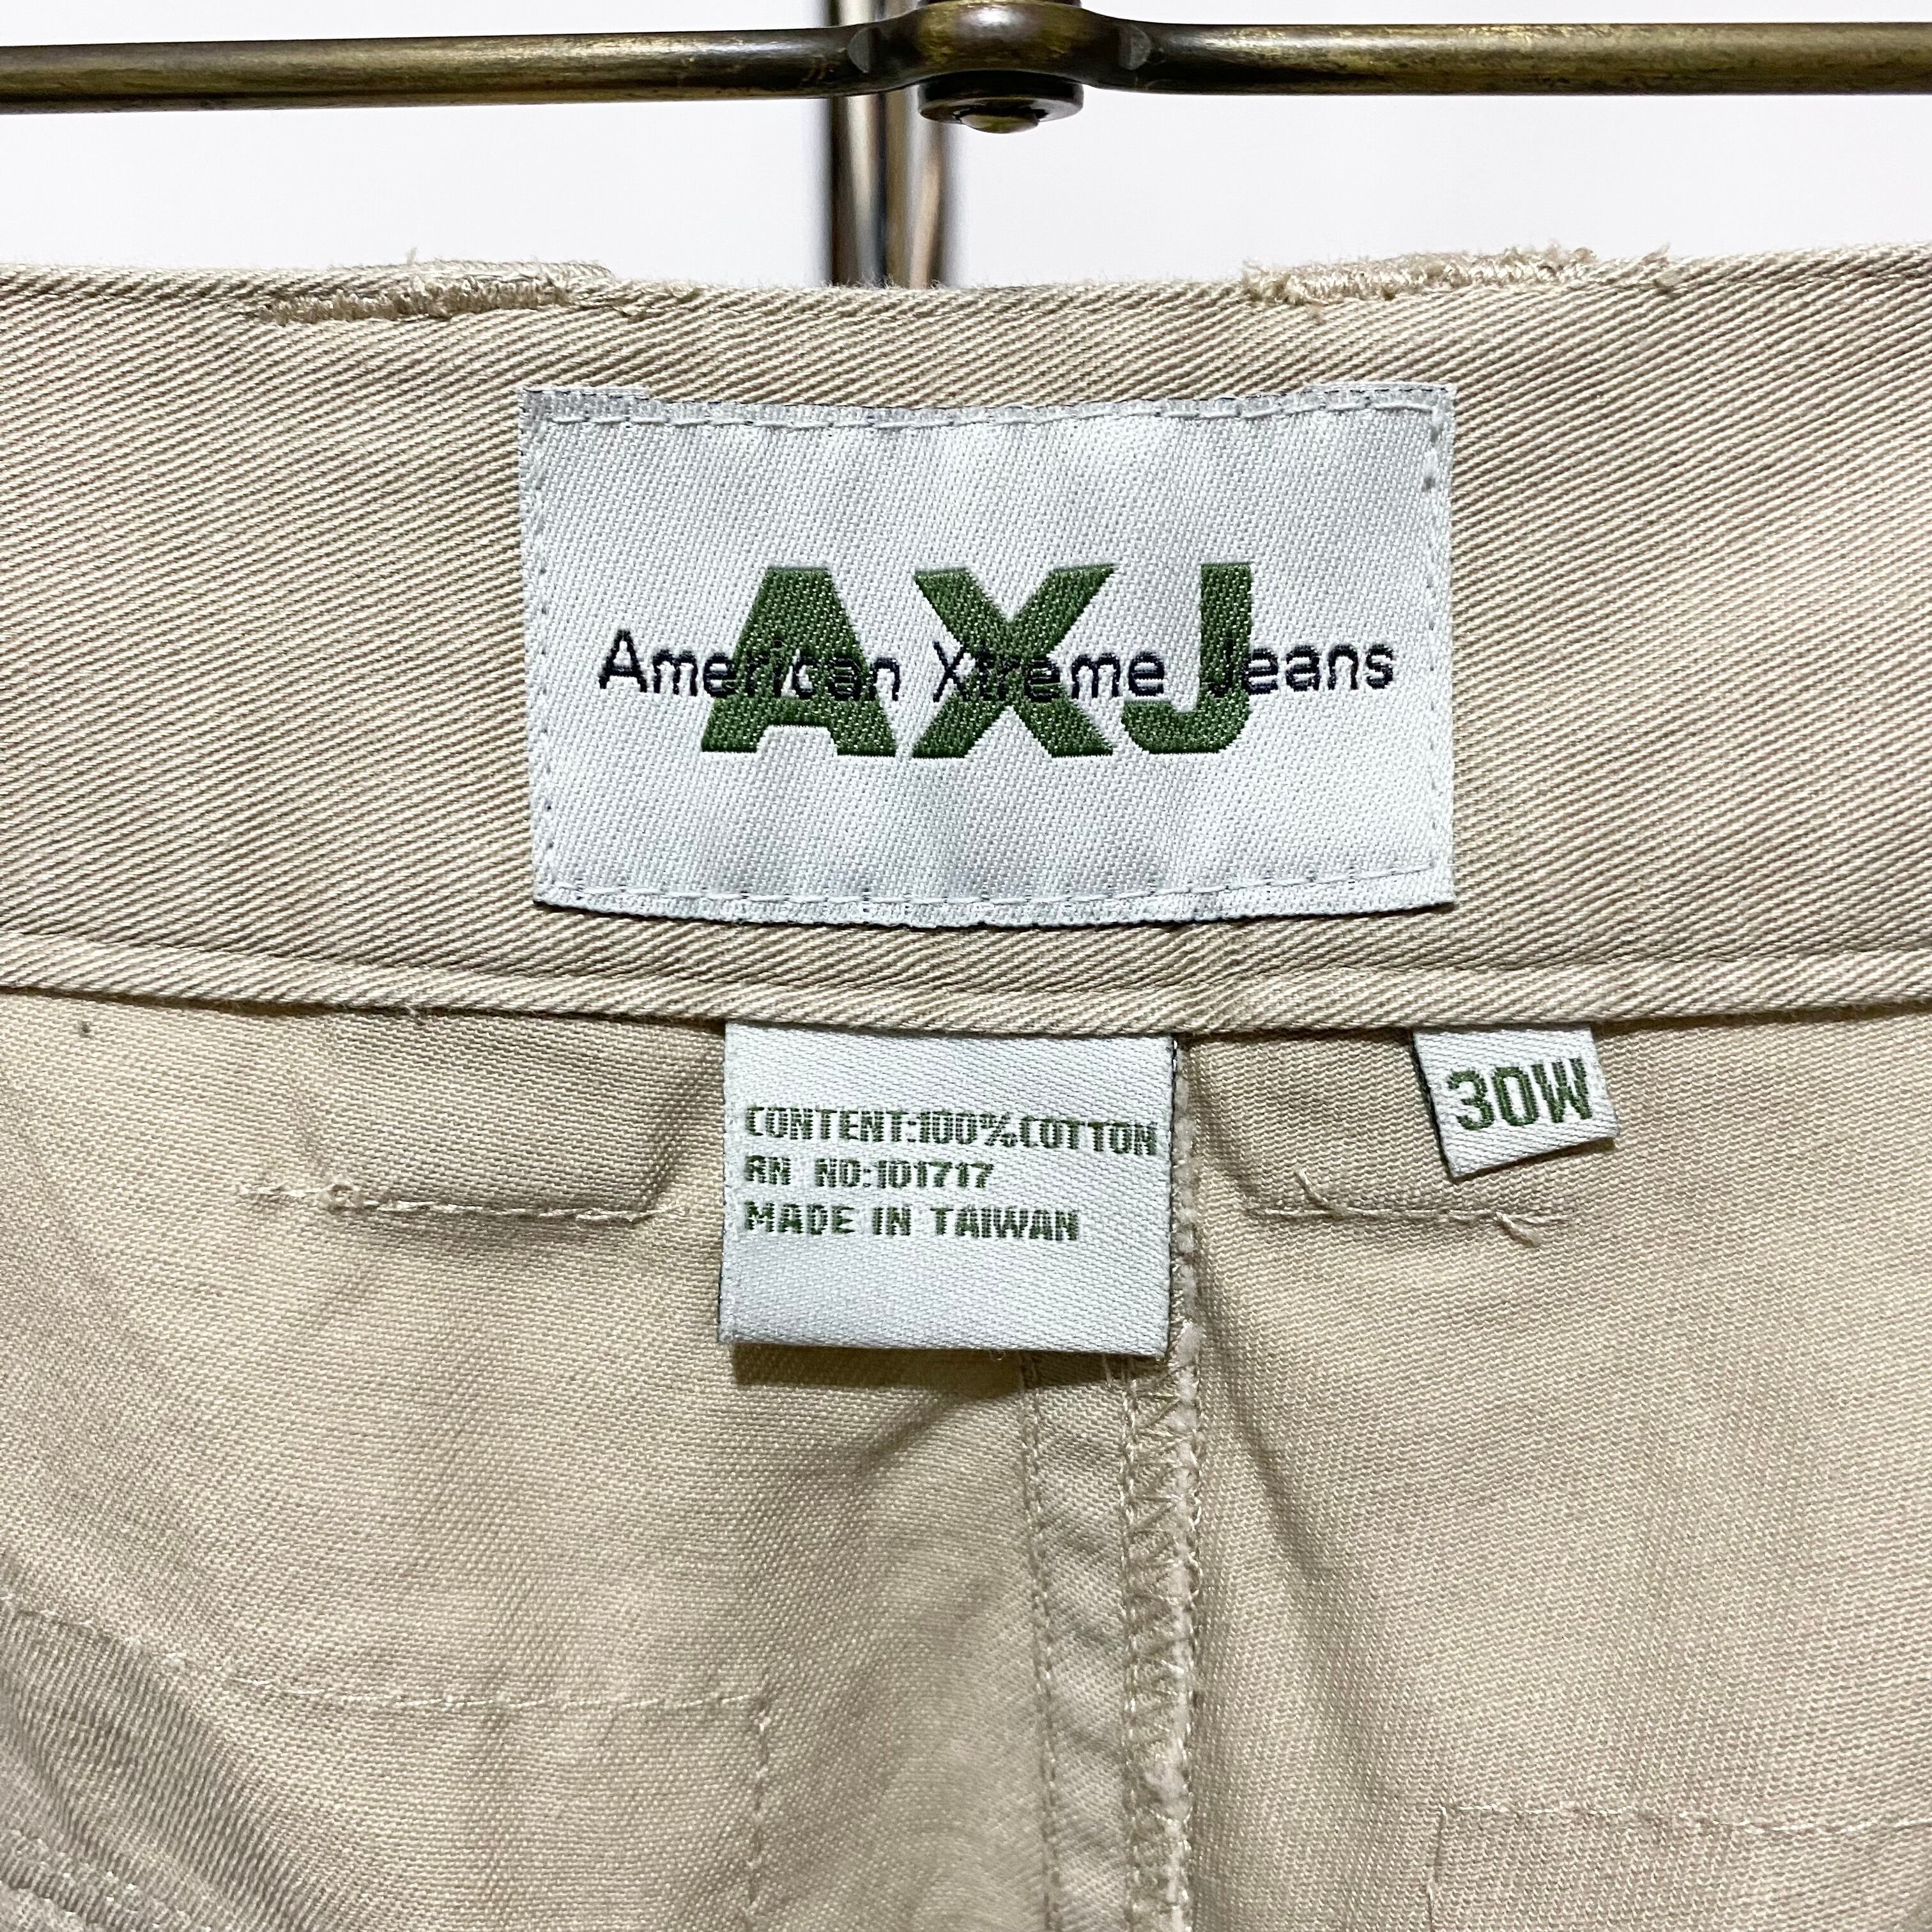 AXJ
American Xtreme Jeans
CONTENT:100%COTTON
RN NO:101717
MADE IN TAIWAN
30W